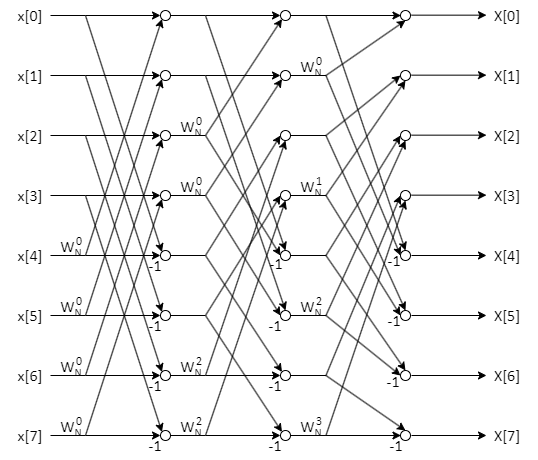 x[0] X[0]
x[1] W_N^0 X[1]
x[2] W_N^0 X[2]
x[3] W_N^0 W_N^1 X[3]
x[4] W_N^0 -1 -1 -1 X[4]
x[5] W_N^0 -1 W_N^2 -1 -1 X[5]
x[6] W_N^0 -1 W_N^2 -1 -1 X[6]
x[7] W_N^0 -1 W_N^2 -1 W_N^3 -1 X[7]